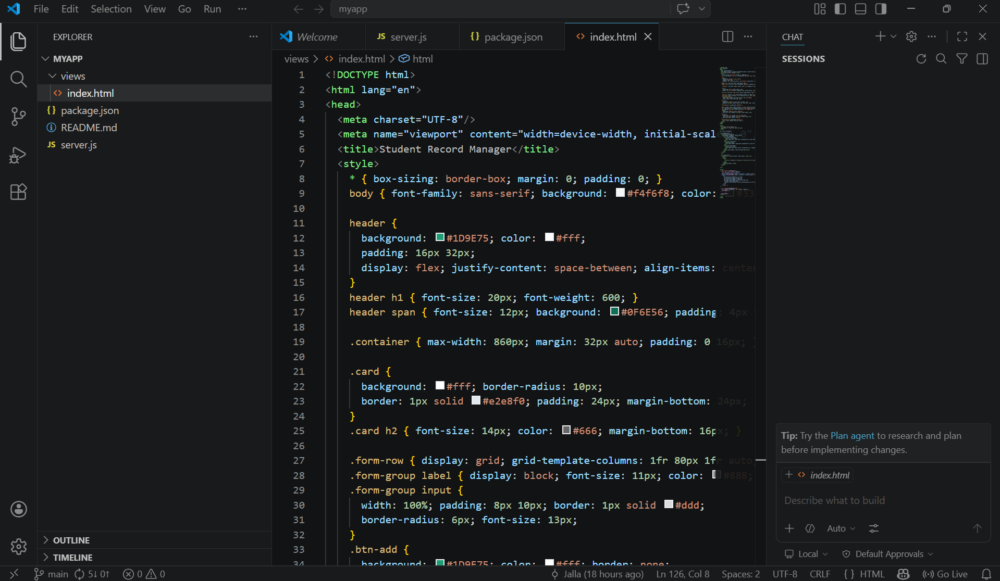 File Edit Selection View Go Run ···
myapp
EXPLORER
MYAPP
views
index.html
package.json
README.md
server.js
OUTLINE
TIMELINE
Welcome
JS server.js
{} package.json
<> index.html
views > <> index.html > html
1 <!DOCTYPE html>
2 <html lang="en">
3 <head>
4 <meta charset="UTF-8"/>
5 <meta name="viewport" content="width=device-width, initial-scal
6 <title>Student Record Manager</title>
7 <style>
8 * { box-sizing: border-box; margin: 0; padding: 0; }
9 body { font-family: sans-serif; background: #f4f6f8; color: #33
10
11 header {
12 background: #1D9E75; color: #fff;
13 padding: 16px 32px;
14 display: flex; justify-content: space-between; align-items: center
15 }
16 header h1 { font-size: 20px; font-weight: 600; }
17 header span { font-size: 12px; background: #0F6E56; padding: 4px
18
19 .container { max-width: 860px; margin: 32px auto; padding: 0 16px; }
20
21 .card {
22 background: #fff; border-radius: 10px;
23 border: 1px solid #e2e8f0; padding: 24px; margin-bottom: 24px;
24 }
25 .card h2 { font-size: 14px; color: #666; margin-bottom: 16px; }
26
27 .form-row { display: grid; grid-template-columns: 1fr 80px 1fr auto
28 .form-group label { display: block; font-size: 11px; color: #888;
29 .form-group input {
30 width: 100%; padding: 8px 10px; border: 1px solid #ddd;
31 border-radius: 6px; font-size: 13px;
32 }
33 .btn-add {
34 background: #1D9E75; color: #fff; border: none;
CHAT
SESSIONS
Tip: Try the Plan agent to research and plan
before implementing changes.
index.html
Describe what to build
Auto
Local Default Approvals
main 5↓ 0↑ 0 0 Jalla (18 hours ago) Ln 126, Col 8 Spaces: 2 UTF-8 CRLF {} HTML Go Live